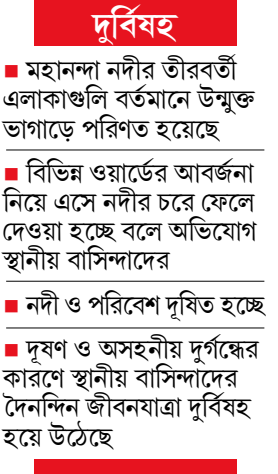 দুর্বিষহ
■ মহানন্দা নদীর তীরবর্তী
এলাকাগুলি বর্তমানে উন্মুক্ত
ভাগাড়ে পরিণত হয়েছে
■ বিভিন্ন ওয়ার্ডের আবর্জনা
নিয়ে এসে নদীর চরে ফেলে
দেওয়া হচ্ছে বলে অভিযোগ
স্থানীয় বাসিন্দাদের
■ নদী ও পরিবেশ দূষিত হচ্ছে
■ দূষণ ও অসহনীয় দুর্গন্ধের
কারণে স্থানীয় বাসিন্দাদের
দৈনন্দিন জীবনযাত্রা দুর্বিষহ
হয়ে উঠেছে